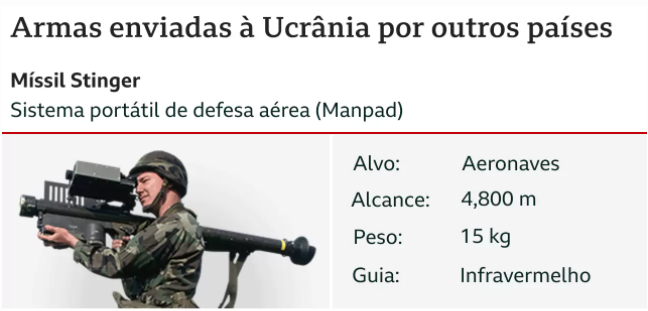 Armas enviadas à Ucrânia por outros países
Míssil Stinger
Sistema portátil de defesa aérea (Manpad)
Alvo: Aeronaves
Alcance: 4,800 m
Peso: 15 kg
Guia: Infravermelho